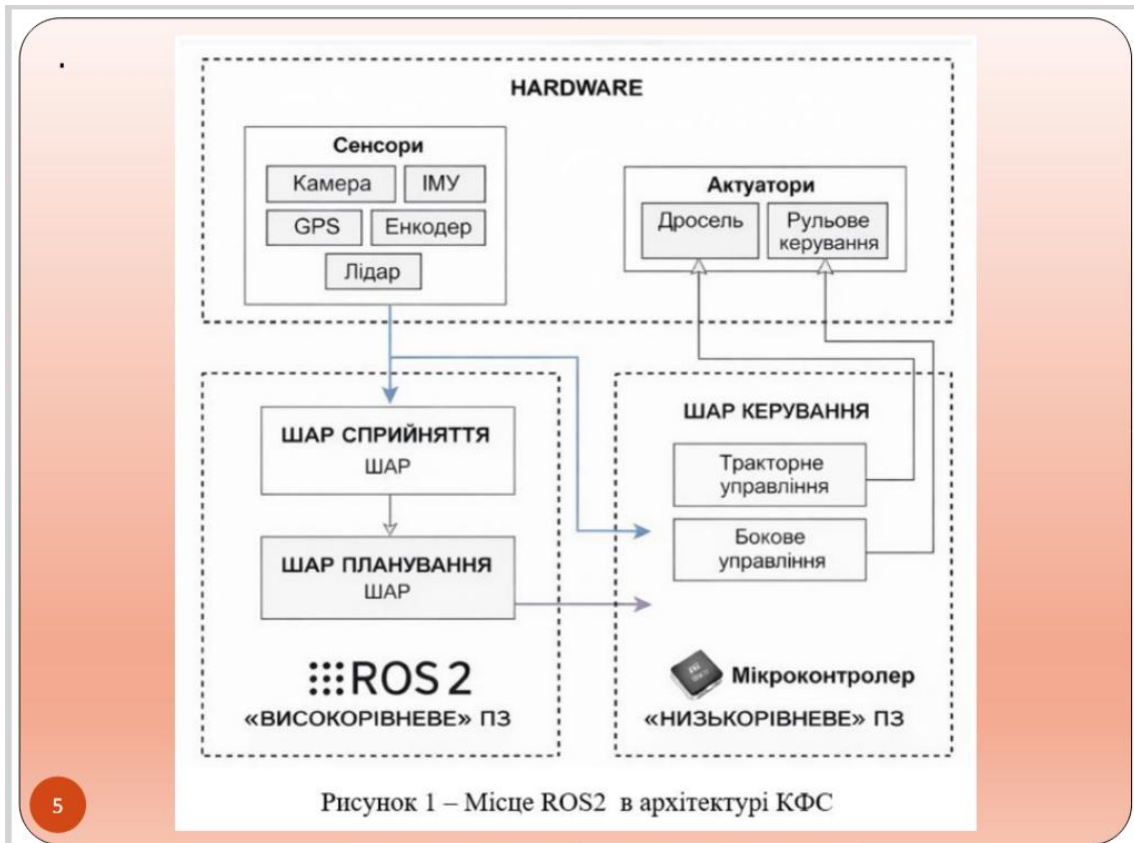 .
HARDWARE
Сенсори
Камера
ІМУ
GPS
Енкодер
Лідар
Актуатори
Дросель
Рульове
керування
ШАР СПРИЙНЯТТЯ
ШАР
ШАР ПЛАНУВАННЯ
ШАР
ROS 2
«ВИСОКОРІВНЕВЕ» ПЗ
ШАР КЕРУВАННЯ
Тракторне
управління
Бокове
управління
Мікроконтролер
«НИЗЬКОРІВНЕВЕ» ПЗ
Рисунок 1 – Місце ROS2 в архітектурі КФС
5